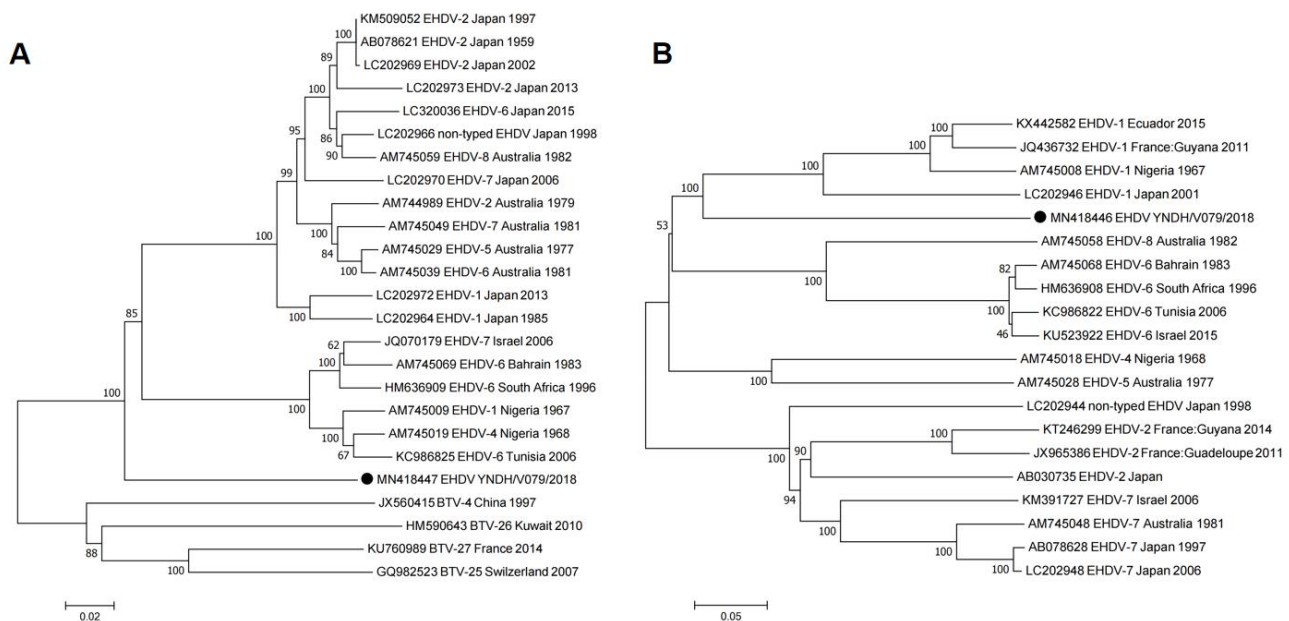 A
KM509052 EHDV-2 Japan 1997
100
AB078621 EHDV-2 Japan 1959
89
LC202969 EHDV-2 Japan 2002
LC202973 EHDV-2 Japan 2013
100
LC320036 EHDV-6 Japan 2015
95
86
LC202966 non-typed EHDV Japan 1998
90
AM745059 EHDV-8 Australia 1982
99
LC202970 EHDV-7 Japan 2006
AM744989 EHDV-2 Australia 1979
100
AM745049 EHDV-7 Australia 1981
100
84
AM745029 EHDV-5 Australia 1977
100
AM745039 EHDV-6 Australia 1981
LC202972 EHDV-1 Japan 2013
100
LC202964 EHDV-1 Japan 1985
85
62
JQ070179 EHDV-7 Israel 2006
100
AM745069 EHDV-6 Bahrain 1983
HM636909 EHDV-6 South Africa 1996
100
100
AM745009 EHDV-1 Nigeria 1967
100
AM745019 EHDV-4 Nigeria 1968
67
KC986825 EHDV-6 Tunisia 2006
MN418447 EHDV YNDH/V079/2018
JX560415 BTV-4 China 1997
HM590643 BTV-26 Kuwait 2010
88
KU760989 BTV-27 France 2014
100
GQ982523 BTV-25 Swilzerland 2007
0.02
B
KX442582 EHDV-1 Ecuador 2015
100
JQ436732 EHDV-1 France:Guyana 2011
100
AM745008 EHDV-1 Nigeria 1967
100
LC202946 EHDV-1 Japan 2001
100
MN418446 EHDV YNDH/V079/2018
53
AM745058 EHDV-8 Australia 1982
100
82
AM745068 EHDV-6 Bahrain 1983
HM636908 EHDV-6 South Africa 1996
100
KC986822 EHDV-6 Tunisia 2006
46
KU523922 EHDV-6 Israel 2015
AM745018 EHDV-4 Nigeria 1968
100
AM745028 EHDV-5 Australia 1977
LC202944 non-typed EHDV Japan 1998
100
KT246299 EHDV-2 France:Guyana 2014
100
90
JX965386 EHDV-2 France:Guadeloupe 2011
94
AB030735 EHDV-2 Japan
KM391727 EHDV-7 Israel 2006
100
AM745048 EHDV-7 Australia 1981
100
AB078628 EHDV-7 Japan 1997
100
LC202948 EHDV-7 Japan 2006
0.05